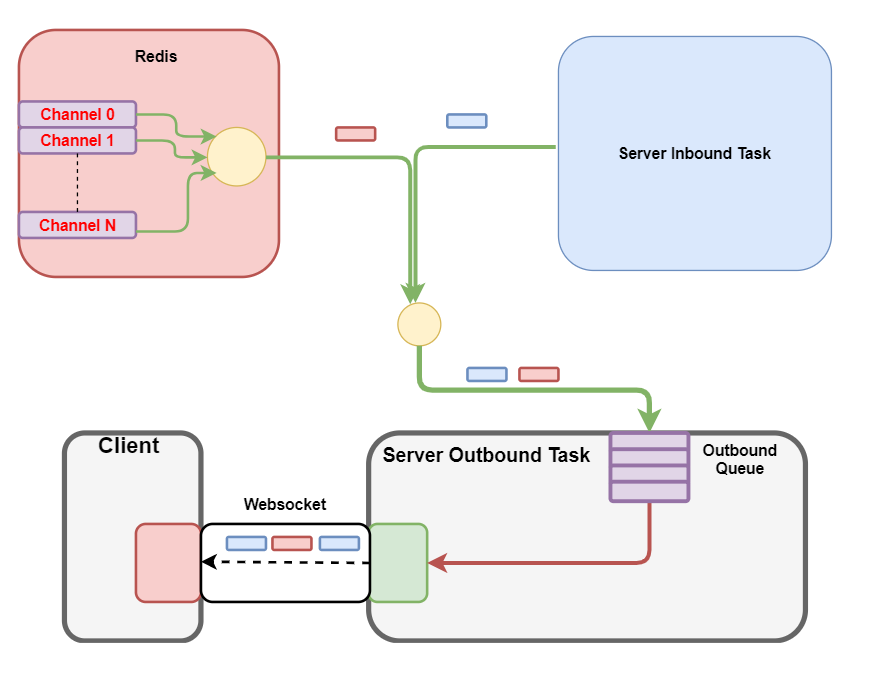 Redis
Channel 0
Channel 1
Channel N
Server Inbound Task
Client
Server Outbound Task
Outbound
Queue
Websocket